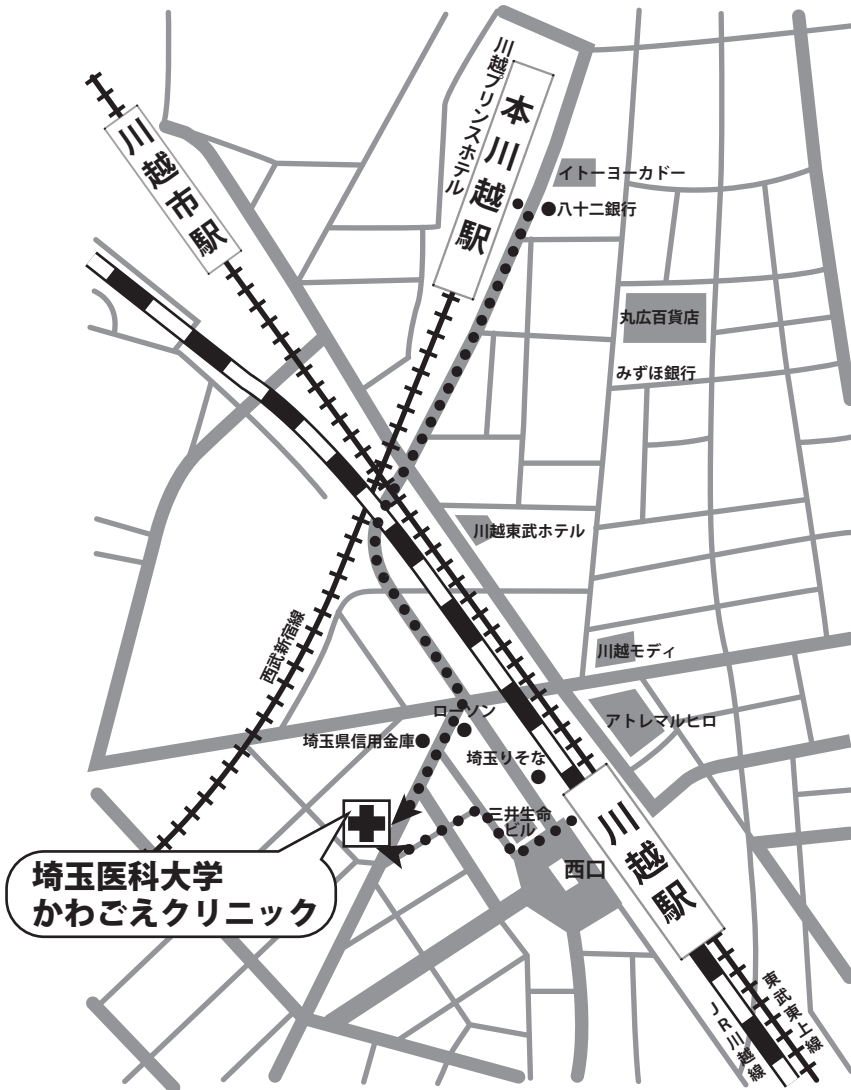 川越プリンスホテル
本川越駅
川越市駅
イトーヨーカドー
八十二銀行
丸広百貨店
みずほ銀行
川越東武ホテル
西武新宿線
川越モディ
ローソン
アトレマルヒロ
埼玉県信用金庫
埼玉りそな
三井生命
ビル
川越駅
西口
埼玉医科大学
かわごえクリニック
東武東上線
JR川越線